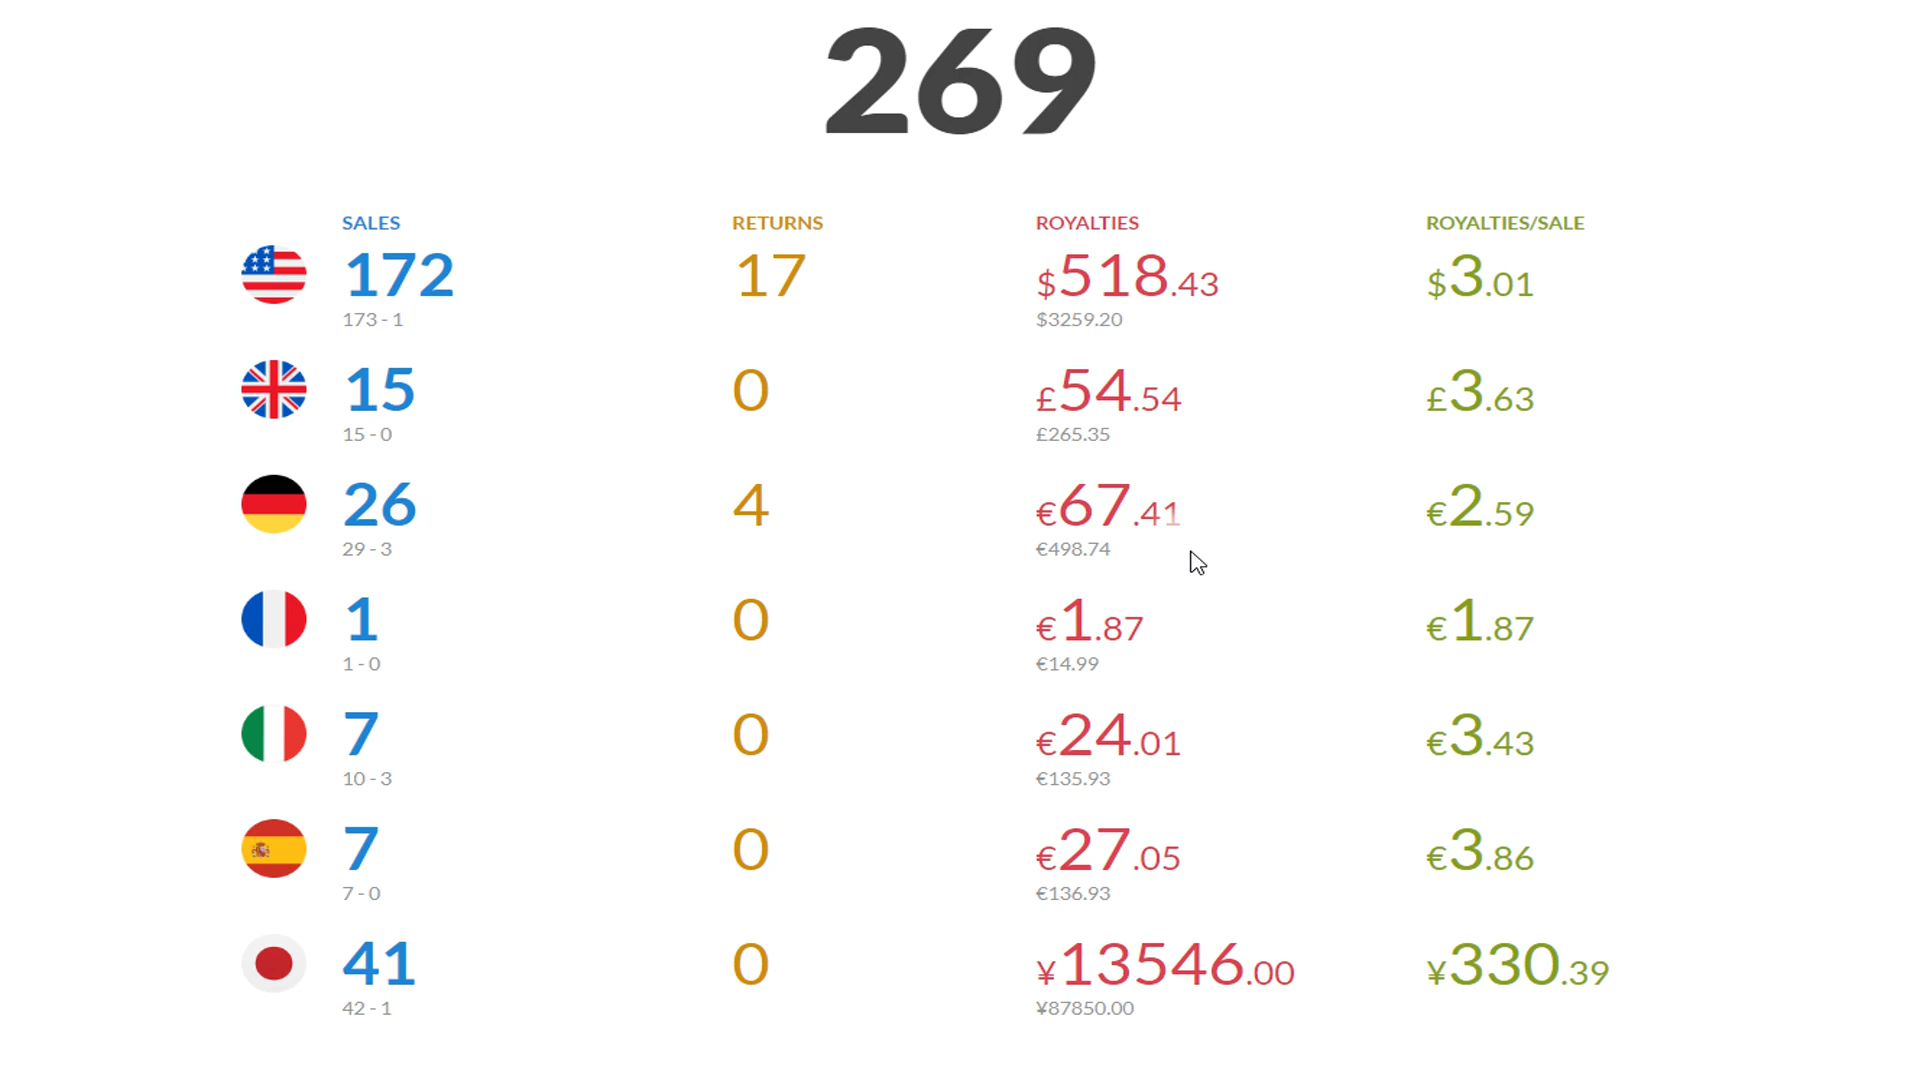 269
SALES RETURNS ROYALTIES ROYALTIES/SALE
172 17 $518.43 $3.01
173 - 1 $3259.20
15 0 £54.54 £3.63
15 - 0 £265.35
26 4 €67.41 €2.59
29 - 3 €498.74
1 0 €1.87 €1.87
1 - 0 €14.99
7 0 €24.01 €3.43
10 - 3 €135.93
7 0 €27.05 €3.86
7 - 0 €136.93
41 0 ¥13546.00 ¥330.39
42 - 1 ¥87850.00